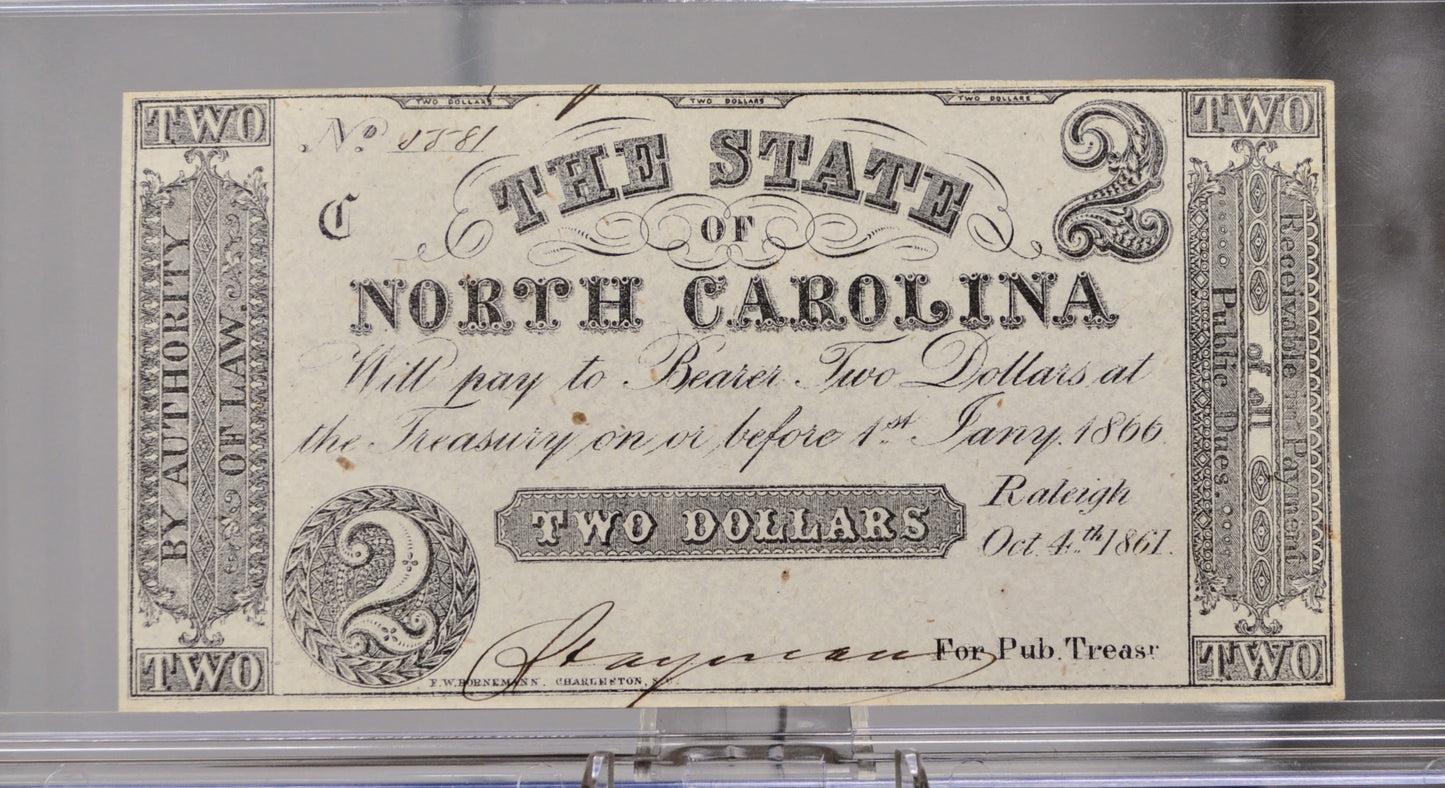 TWO
TWO DOLLARS
TWO DOLLARS
TWO DOLLARS
TWO
No.
2
C
THE STATE
OF
NORTH CAROLINA
Will pay to Bearer Two Dollars at
the Treasury on or before 1st Jany. 1866.
BY AUTHORITY
OF LAW.
Receivable in Payment
of all
Public Dues.
TWO DOLLARS
Raleigh
Oct. 4th 1861.
2
For Pub. Treasr
F.W. BORNEMANN. CHARLESTON, S.C.
TWO
TWO